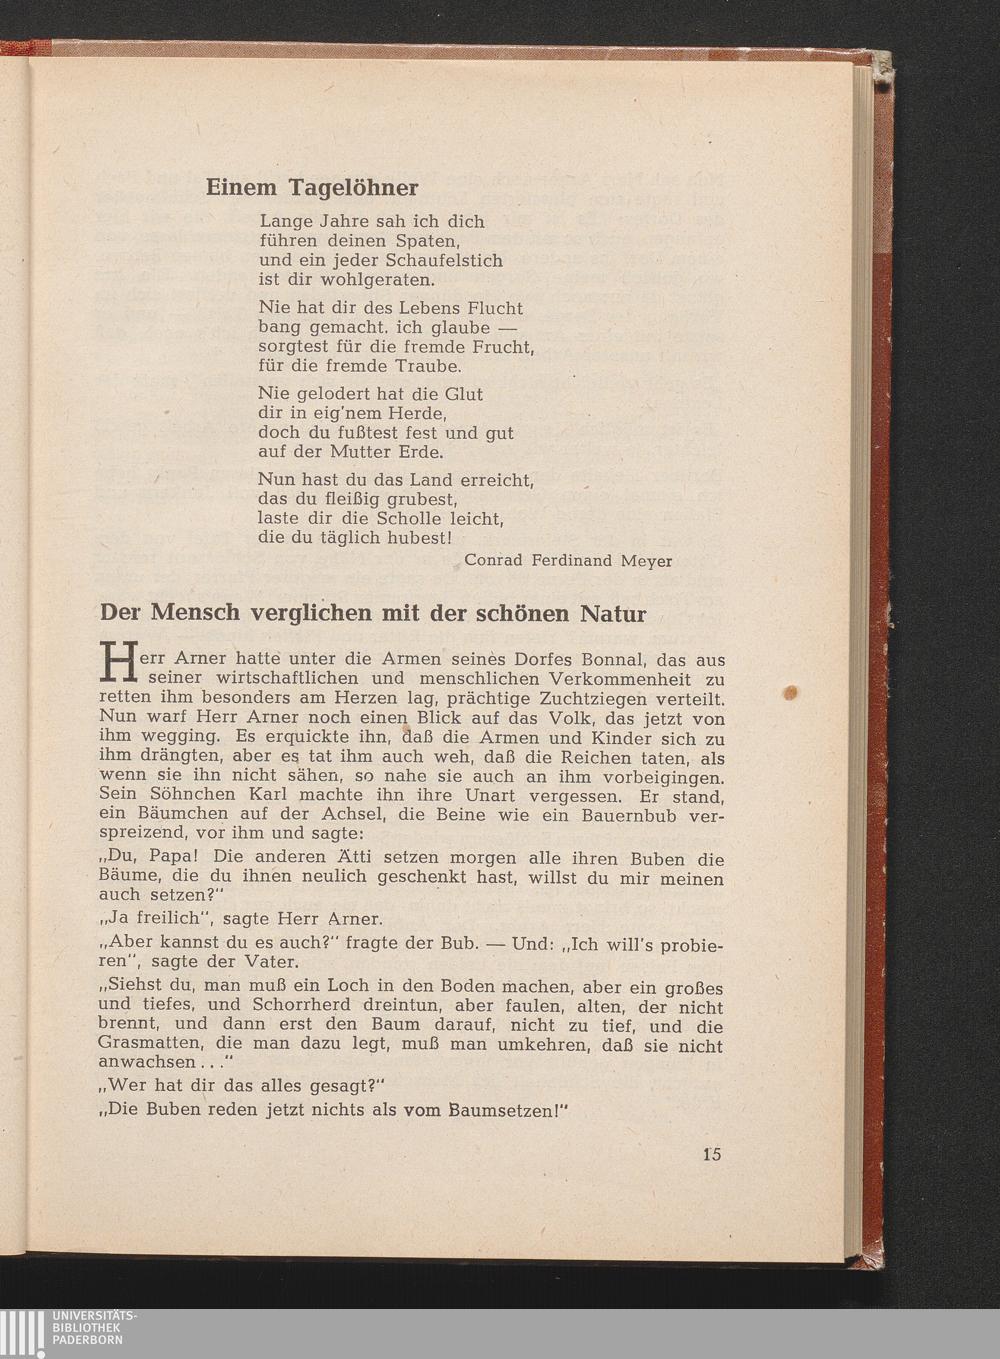 Einem Tagelöhner
Lange Jahre sah ich dich
führen deinen Spaten,
und ein jeder Schaufelstich
ist dir wohlgeraten.
Nie hat dir des Lebens Flucht
bang gemacht. ich glaube —
sorgtest für die fremde Frucht,
für die fremde Traube.
Nie gelodert hat die Glut
dir in eig'nem Herde,
doch du fußtest fest und gut
auf der Mutter Erde.
Nun hast du das Land erreicht,
das du fleißig grubest,
laste dir die Scholle leicht,
die du täglich hubest!
Conrad Ferdinand Meyer
Der Mensch verglichen mit der schönen Natur
Herr Arner hatte unter die Armen seines Dorfes Bonnal, das aus
seiner wirtschaftlichen und menschlichen Verkommenheit zu
retten ihm besonders am Herzen lag, prächtige Zuchtziegen verteilt.
Nun warf Herr Arner noch einen Blick auf das Volk, das jetzt von
ihm wegging. Es erquickte ihn, daß die Armen und Kinder sich zu
ihm drängten, aber es tat ihm auch weh, daß die Reichen taten, als
wenn sie ihn nicht sähen, so nahe sie auch an ihm vorbeigingen.
Sein Söhnchen Karl machte ihn ihre Unart vergessen. Er stand,
ein Bäumchen auf der Achsel, die Beine wie ein Bauernbub ver-
spreizend, vor ihm und sagte:
„Du, Papa! Die anderen Ätti setzen morgen alle ihren Buben die
Bäume, die du ihnen neulich geschenkt hast, willst du mir meinen
auch setzen?"
„Ja freilich", sagte Herr Arner.
„Aber kannst du es auch?" fragte der Bub. — Und: „Ich will's probie-
ren", sagte der Vater.
„Siehst du, man muß ein Loch in den Boden machen, aber ein großes
und tiefes, und Schorrherd dreintun, aber faulen, alten, der nicht
brennt, und dann erst den Baum darauf, nicht zu tief, und die
Grasmatten, die man dazu legt, muß man umkehren, daß sie nicht
anwachsen . . ."
„Wer hat dir das alles gesagt?"
„Die Buben reden jetzt nichts als vom Baumsetzen!"
15
UNIVERSITÄTS-
BIBLIOTHEK
PADERBORN